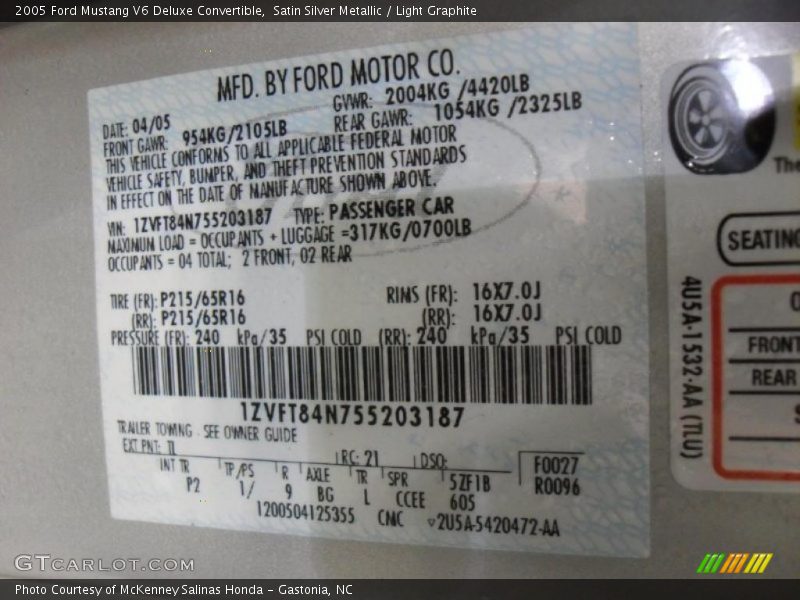 2005 Ford Mustang V6 Deluxe Convertible, Satin Silver Metallic / Light Graphite
MFD. BY FORD MOTOR CO.
DATE: 04/05 GVWR: 2004KG /4420LB
FRONT GAWR: 954KG/2105LB REAR GAWR: 1054KG /2325LB
THIS VEHICLE CONFORMS TO ALL APPLICABLE FEDERAL MOTOR
VEHICLE SAFETY, BUMPER, AND THEFT PREVENTION STANDARDS
IN EFFECT ON THE DATE OF MANUFACTURE SHOWN ABOVE.
VIN: 1ZVFT84N755203187 TYPE: PASSENGER CAR
MAXIMUM LOAD = OCCUPANTS + LUGGAGE =317KG/0700LB
OCCUPANTS = 04 TOTAL; 2 FRONT, 02 REAR
TIRE (FR): P215/65R16 RIMS (FR): 16X7.0J
(RR): P215/65R16 (RR): 16X7.0J
PRESSURE (FR): 240 kPa/35 PSI COLD (RR): 240 kPa/35 PSI COLD
1ZVFT84N755203187
TRAILER TOWING - SEE OWNER GUIDE
EXT PNT: TL RC: 21 DSO: F0027
INT TR TP/PS R AXLE TR SPR 5ZF1B R0096
P2 1/ 9 BG L CCEE 605
1200504125355 CMC ▿2U5A-5420472-AA
The
SEATING
FRONT
REAR
4U5A-1532-AA (TLU)
GTCARLOT.COM
Photo Courtesy of McKenney Salinas Honda – Gastonia, NC